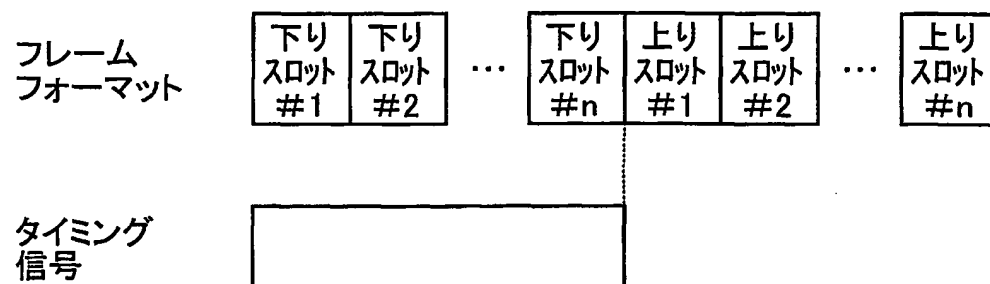 フレーム
フォーマット
下り
スロット
#1
下り
スロット
#2
…
下り
スロット
#n
上り
スロット
#1
上り
スロット
#2
…
上り
スロット
#n
タイミング
信号